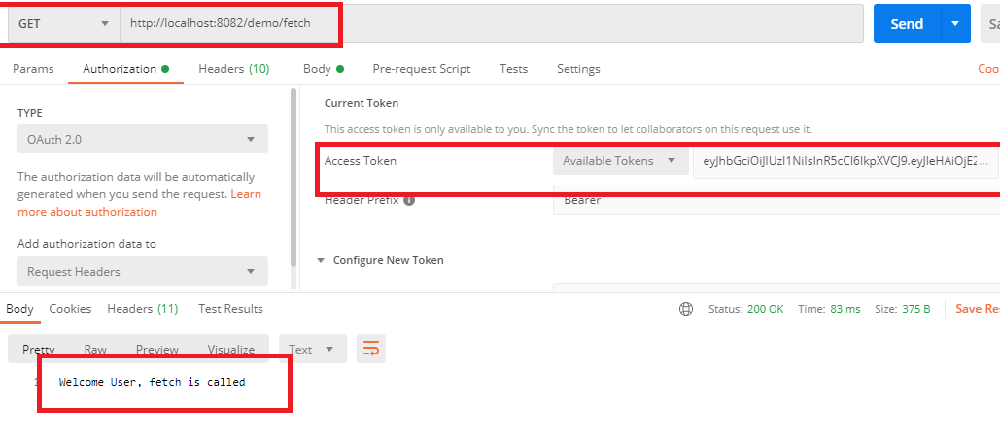 GET http://localhost:8082/demo/fetch Send
Params Authorization Headers (10) Body Pre-request Script Tests Settings
TYPE
OAuth 2.0
The authorization data will be automatically
generated when you send the request. Learn
more about authorization
Add authorization data to
Request Headers
Current Token
This access token is only available to you. Sync the token to let collaborators on this request use it.
Access Token Available Tokens
Header Prefix Bearer
Configure New Token
Body Cookies Headers (11) Test Results Status: 200 OK Time: 83 ms Size: 375 B Save
Pretty Raw Preview Visualize Text
1 Welcome User, fetch is called